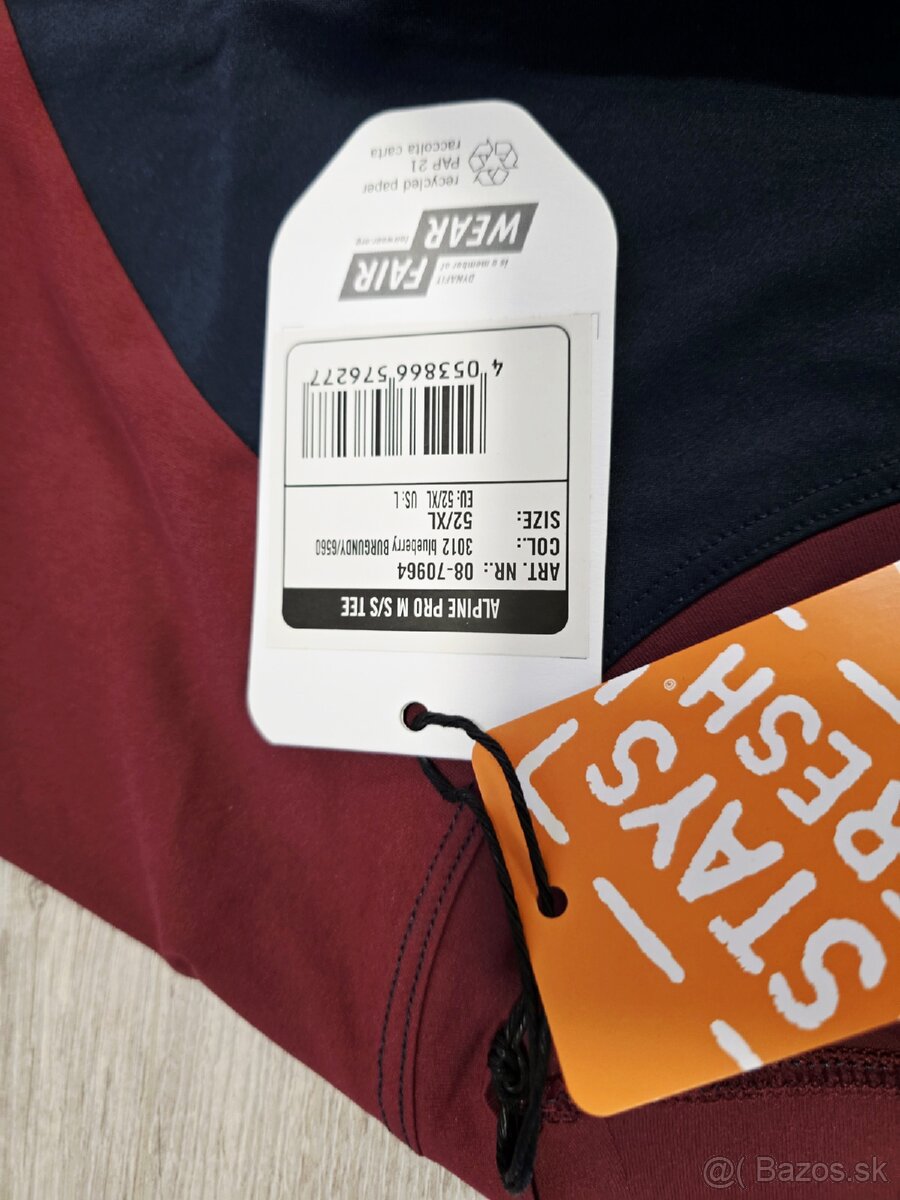 ALPINE PRO M S/S TEE
ART. NR.: 08-70964
COL.: 3012 blueberry BURGUNDY/6560
SIZE: 52/XL
EU: 52/XL US: L
4 053866 576277
DYNAFIT
is a member of
FAIR
WEAR
fairwear.org
recycled paper
PAP 21
raccolta carta
STAYS
FRESH
@( Bazos.sk